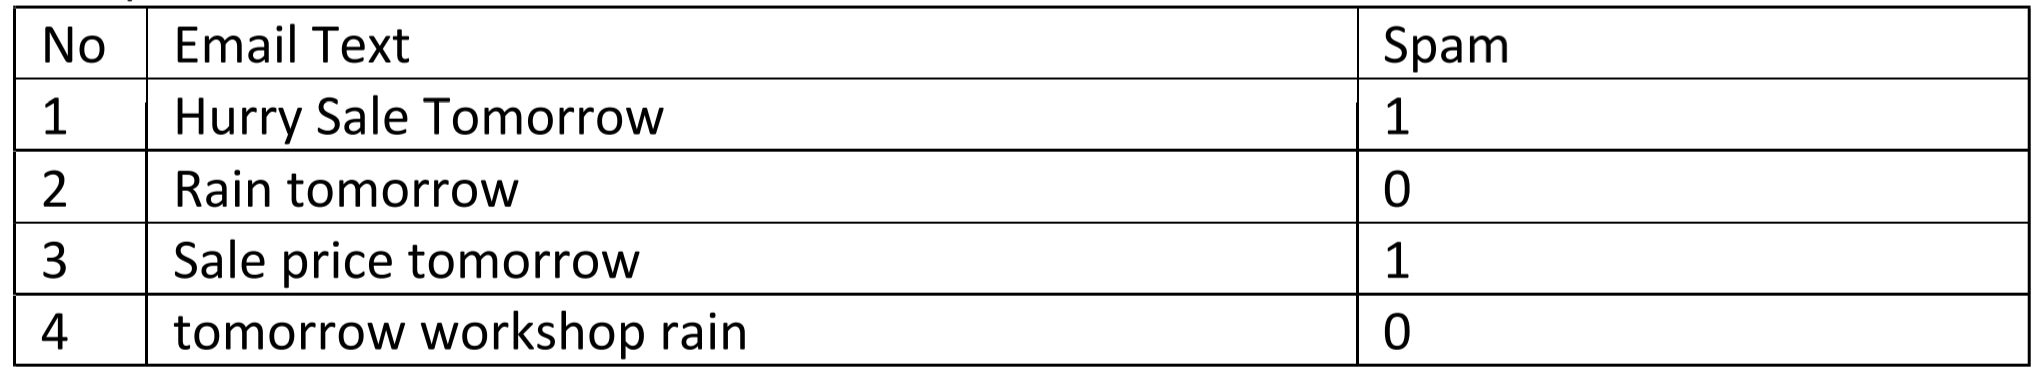 No Email Text Spam
1 Hurry Sale Tomorrow 1
2 Rain tomorrow 0
3 Sale price tomorrow 1
4 tomorrow workshop rain 0